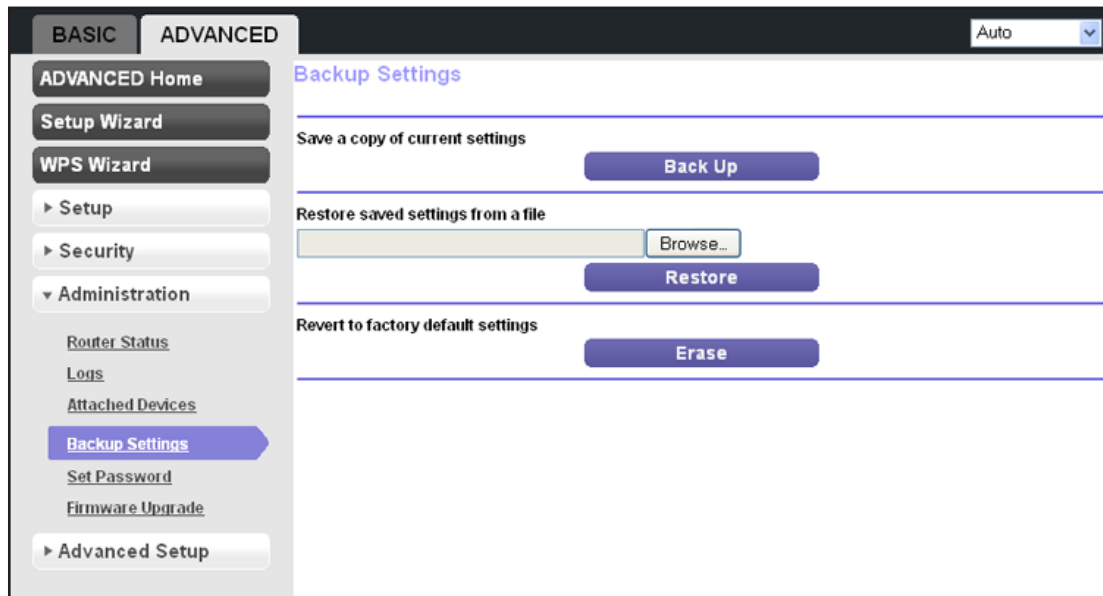 BASIC
ADVANCED
Auto
ADVANCED Home
Setup Wizard
WPS Wizard
Setup
Security
Administration
Router Status
Logs
Attached Devices
Backup Settings
Set Password
Firmware Upgrade
Advanced Setup
Backup Settings
Save a copy of current settings
Back Up
Restore saved settings from a file
Browse...
Restore
Revert to factory default settings
Erase